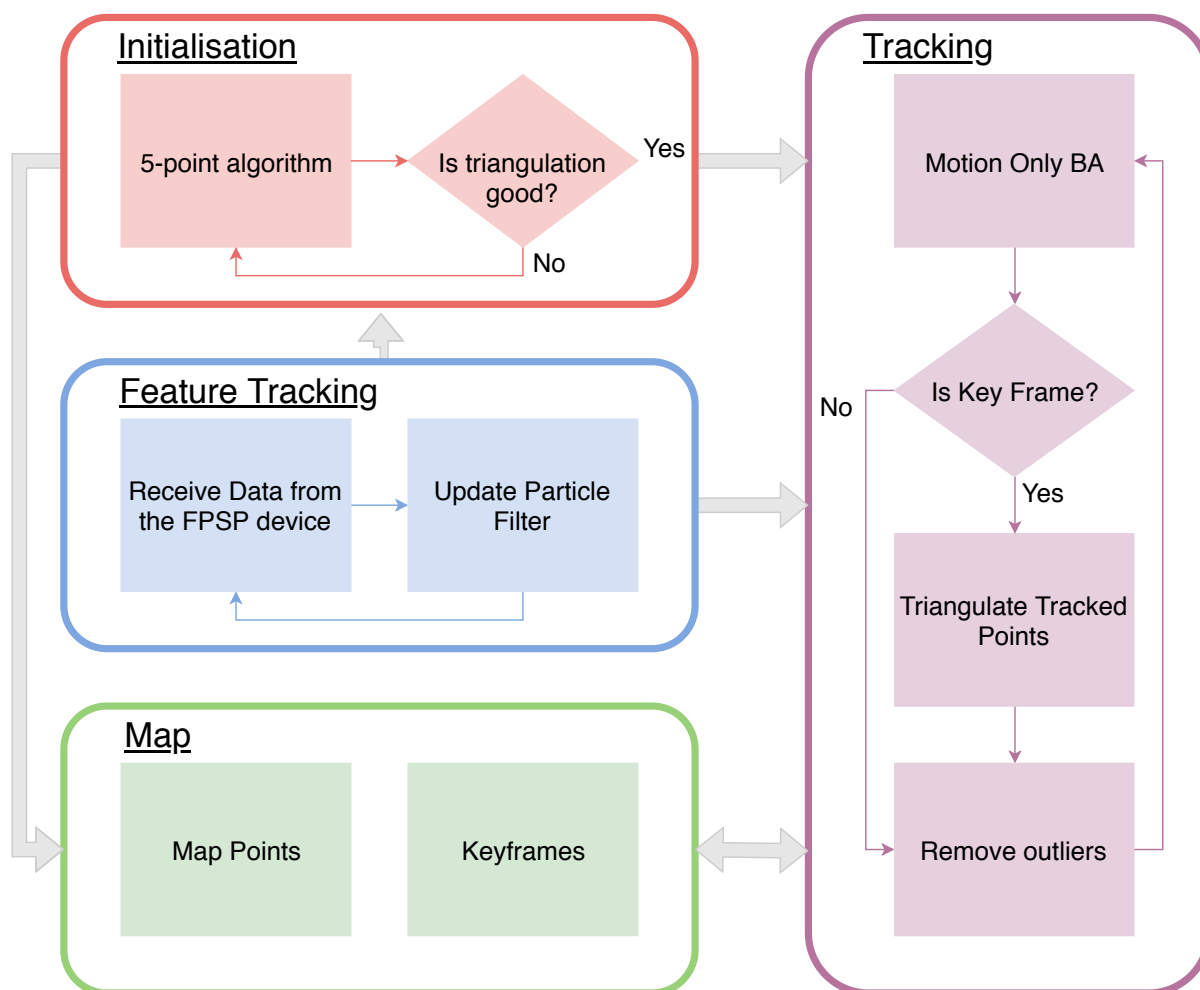 Initialisation
5-point algorithm
Is triangulation
good?
Yes
No
Feature Tracking
Receive Data from
the FPSP device
Update Particle
Filter
Map
Map Points
Keyframes
Tracking
Motion Only BA
Is Key Frame?
No
Yes
Triangulate Tracked
Points
Remove outliers